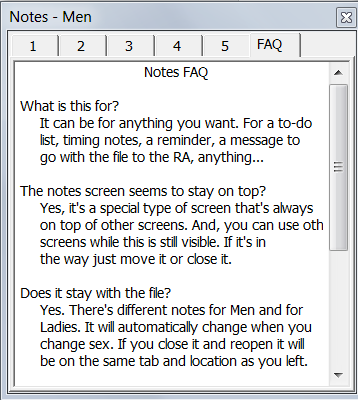 Notes - Men
1 2 3 4 5 FAQ
Notes FAQ
What is this for?
It can be for anything you want. For a to-do
list, timing notes, a reminder, a message to
go with the file to the RA, anything...
The notes screen seems to stay on top?
Yes, it's a special type of screen that's always
on top of other screens. And, you can use oth
screens while this is still visible. If it's in
the way just move it or close it.
Does it stay with the file?
Yes. There's different notes for Men and for
Ladies. It will automatically change when you
change sex. If you close it and reopen it will
be on the same tab and location as you left.